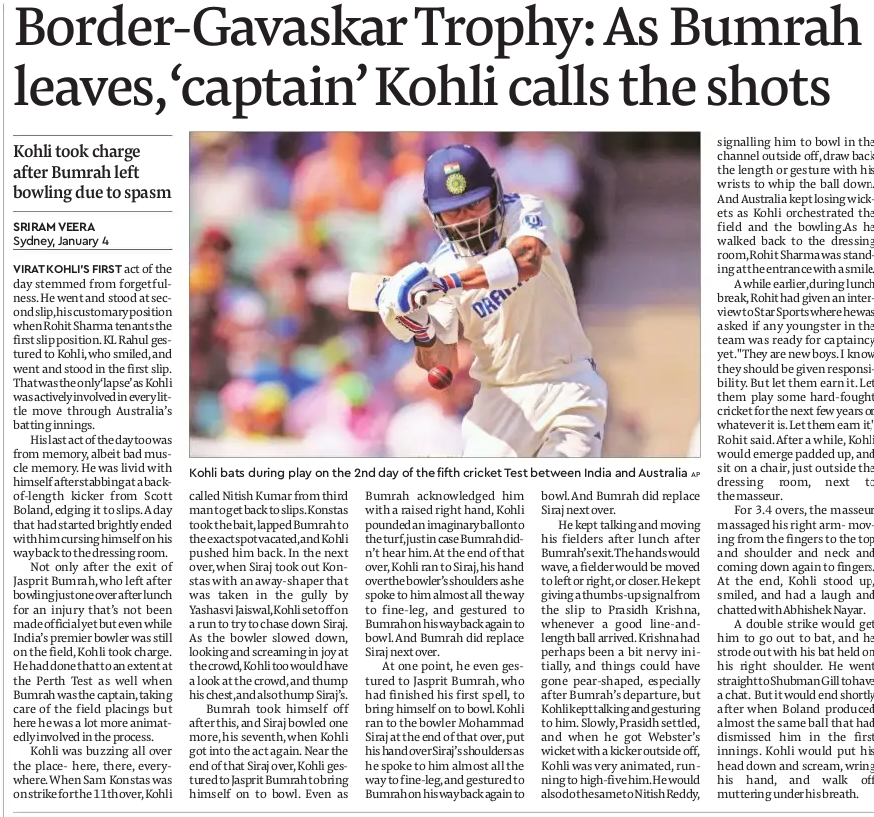 Border-Gavaskar Trophy: As Bumrah
leaves, ‘captain’ Kohli calls the shots
Kohli took charge
after Bumrah left
bowling due to spasm
SRIRAM VEERA
Sydney, January 4
VIRAT KOHLI’S FIRST act of the
day stemmed from forgetful-
ness. He went and stood at sec-
ond slip, his customary position
when Rohit Sharma tenants the
first slip position. KL Rahul ges-
tured to Kohli, who smiled, and
went and stood in the first slip.
That was the only ‘lapse’ as Kohli
was actively involved in every lit-
tle move through Australia’s
batting innings.
His last act of the day too was
from memory, albeit bad mus-
cle memory. He was livid with
himself after stabbing at a back-
of-length kicker from Scott
Boland, edging it to slips. A day
that had started brightly ended
with him cursing himself on his
way back to the dressing room.
Not only after the exit of
Jasprit Bumrah, who left after
bowling just one over after lunch
for an injury that’s not been
made official yet but even while
India’s premier bowler was still
on the field, Kohli took charge.
He had done that to an extent at
the Perth Test as well when
Bumrah was the captain, taking
care of the field placings but
here he was a lot more animat-
edly involved in the process.
Kohli was buzzing all over
the place- here, there, every-
where. When Sam Konstas was
on strike for the 11th over, Kohli
DREAM
Kohli bats during play on the 2nd day of the fifth cricket Test between India and Australia AP
called Nitish Kumar from third
man to get back to slips. Konstas
took the bait, lapped Bumrah to
the exact spot vacated, and Kohli
pushed him back. In the next
over, when Siraj took out Kon-
stas with an away-shaper that
was taken in the gully by
Yashasvi Jaiswal, Kohli set off on
a run to try to chase down Siraj.
As the bowler slowed down,
looking and screaming in joy at
the crowd, Kohli too would have
a look at the crowd, and thump
his chest, and also thump Siraj’s.
Bumrah took himself off
after this, and Siraj bowled one
more, his seventh, when Kohli
got into the act again. Near the
end of that Siraj over, Kohli ges-
tured to Jasprit Bumrah to bring
himself on to bowl. Even as
Bumrah acknowledged him
with a raised right hand, Kohli
pounded an imaginary ball onto
the turf, just in case Bumrah did-
n’t hear him. At the end of that
over, Kohli ran to Siraj, his hand
over the bowler’s shoulders as he
spoke to him almost all the way
to fine-leg, and gestured to
Bumrah on his way back again to
bowl. And Bumrah did replace
Siraj next over.
At one point, he even ges-
tured to Jasprit Bumrah, who
had finished his first spell, to
bring himself on to bowl. Kohli
ran to the bowler Mohammad
Siraj at the end of that over, put
his hand over Siraj’s shoulders as
he spoke to him almost all the
way to fine-leg, and gestured to
Bumrah on his way back again to
bowl. And Bumrah did replace
Siraj next over.
He kept talking and moving
his fielders after lunch after
Bumrah’s exit. The hands would
wave, a fielder would be moved
to left or right, or closer. He kept
giving a thumbs-up signal from
the slip to Prasidh Krishna,
whenever a good line-and-
length ball arrived. Krishna had
perhaps been a bit nervy ini-
tially, and things could have
gone pear-shaped, especially
after Bumrah’s departure, but
Kohli kept talking and gesturing
to him. Slowly, Prasidh settled,
and when he got Webster’s
wicket with a kicker outside off,
Kohli was very animated, run-
ning to high-five him. He would
also do the same to Nitish Reddy,
signalling him to bowl in the
channel outside off, draw back
the length or gesture with his
wrists to whip the ball down.
And Australia kept losing wick-
ets as Kohli orchestrated the
field and the bowling.As he
walked back to the dressing
room, Rohit Sharma was stand-
ing at the entrance with a smile.
A while earlier, during lunch
break, Rohit had given an inter-
view to Star Sports where he was
asked if any youngster in the
team was ready for captaincy
yet. "They are new boys. I know
they should be given responsi-
bility. But let them earn it. Let
them play some hard-fought
cricket for the next few years or
whatever it is. Let them earn it,"
Rohit said. After a while, Kohli
would emerge padded up, and
sit on a chair, just outside the
dressing room, next to
the masseur.
For 3.4 overs, the masseur
massaged his right arm- mov-
ing from the fingers to the top
and shoulder and neck and
coming down again to fingers.
At the end, Kohli stood up,
smiled, and had a laugh and
chatted with Abhishek Nayar.
A double strike would get
him to go out to bat, and he
strode out with his bat held on
his right shoulder. He went
straight to Shubman Gill to have
a chat. But it would end shortly
after when Boland produced
almost the same ball that had
dismissed him in the first
innings. Kohli would put his
head down and scream, wring
his hand, and walk off
muttering under his breath.